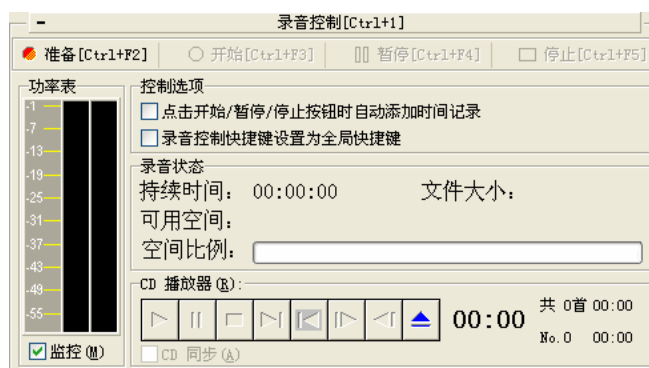 录音控制[Ctrl+1]
准备[Ctrl+F2] 开始[Ctrl+F3] 暂停[Ctrl+F4] 停止[Ctrl+F5]
功率表
-1
-7
-13
-19
-25
-31
-37
-43
-49
-55
监控(M)
控制选项
点击开始/暂停/停止按钮时自动添加时间记录
录音控制快捷键设置为全局快捷键
录音状态
持续时间: 00:00:00 文件大小:
可用空间:
空间比例:
CD 播放器(R):
00:00 共 0首 00:00
No.0 00:00
CD 同步(A)